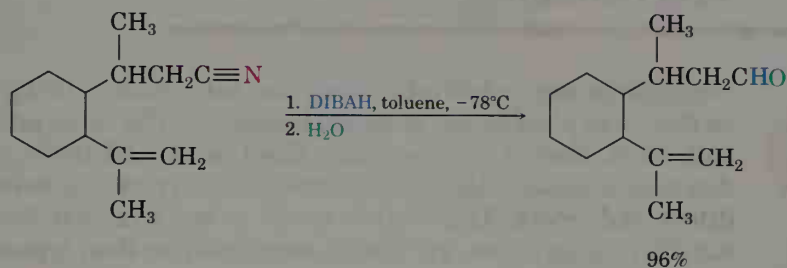 CH₃
CHCH₂C≡N
C=CH₂
CH₃
1. DIBAH, toluene, −78°C
2. H₂O
CH₃
CHCH₂CHO
C=CH₂
CH₃
96%